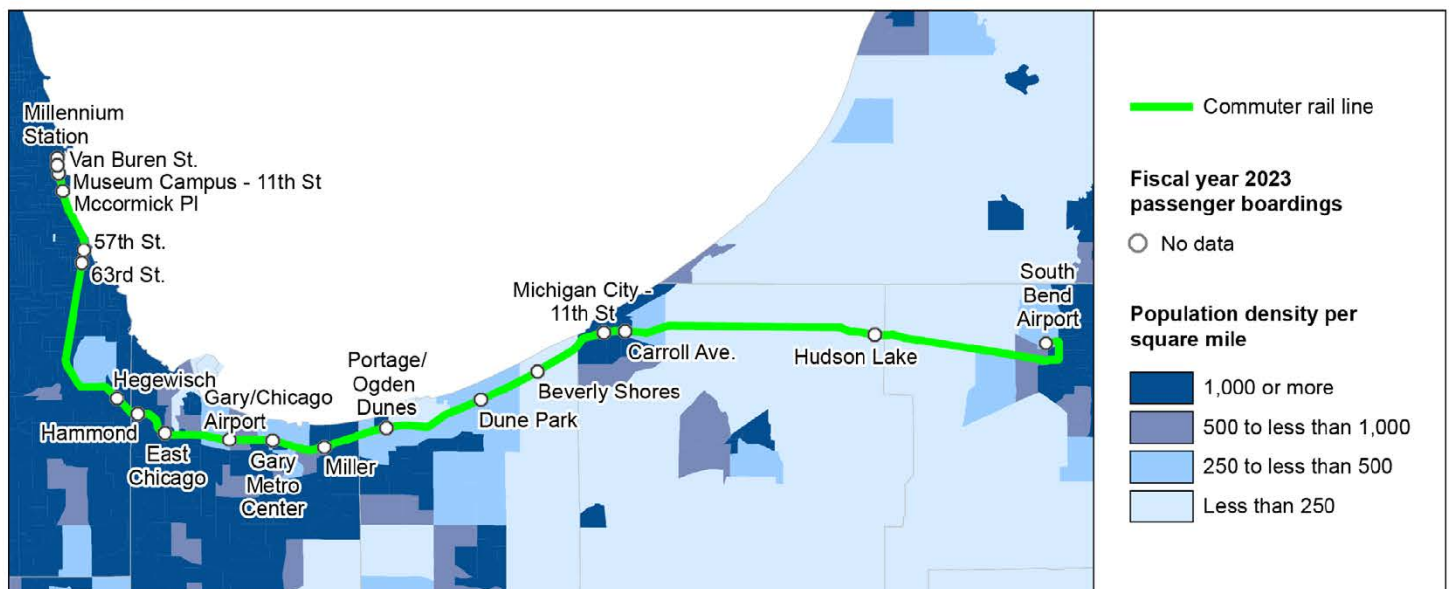 Millennium
Station
Van Buren St.
Museum Campus - 11th St
Mccormick Pl
57th St.
63rd St.
Hegewisch
Hammond
East
Chicago
Gary/Chicago
Airport
Gary
Metro
Center
Miller
Portage/
Ogden
Dunes
Dune Park
Beverly Shores
Michigan City -
11th St
Carroll Ave.
Hudson Lake
South
Bend
Airport
Commuter rail line
Fiscal year 2023
passenger boardings
No data
Population density per
square mile
1,000 or more
500 to less than 1,000
250 to less than 500
Less than 250